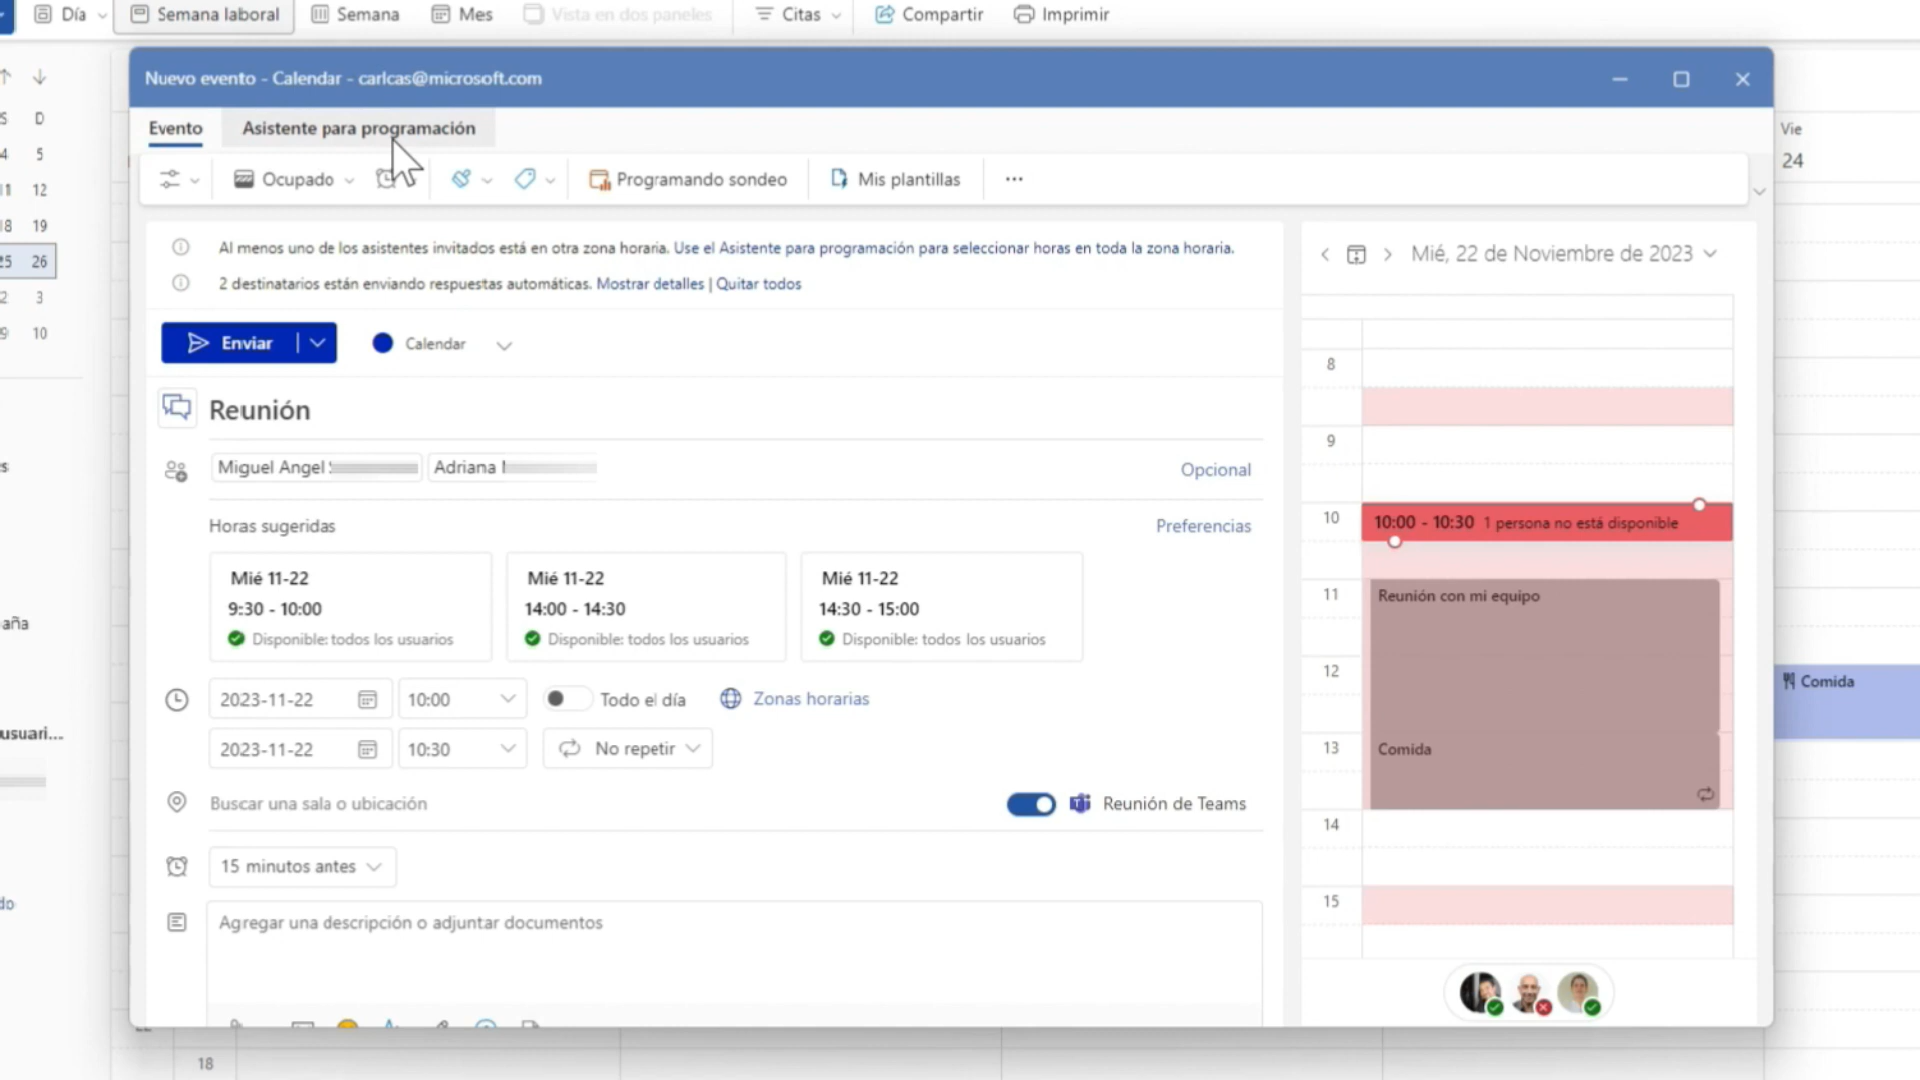 Día
Semana laboral
Semana
Mes
Vista en dos paneles
Citas
Compartir
Imprimir
Nuevo evento - Calendar - carlcas@microsoft.com
Evento
Asistente para programación
Ocupado
Programando sondeo
Mis plantillas
Al menos uno de los asistentes invitados está en otra zona horaria. Use el Asistente para programación para seleccionar horas en toda la zona horaria.
2 destinatarios están enviando respuestas automáticas. Mostrar detalles | Quitar todos
Enviar
Calendar
Reunión
Miguel Angel
Adriana
Opcional
Horas sugeridas
Preferencias
Mié 11-22
9:30 - 10:00
Disponible: todos los usuarios
Mié 11-22
14:00 - 14:30
Disponible: todos los usuarios
Mié 11-22
14:30 - 15:00
Disponible: todos los usuarios
2023-11-22
10:00
Todo el día
Zonas horarias
2023-11-22
10:30
No repetir
Buscar una sala o ubicación
Reunión de Teams
15 minutos antes
Agregar una descripción o adjuntar documentos
Mié, 22 de Noviembre de 2023
8
9
10
10:00 - 10:30 1 persona no está disponible
11
Reunión con mi equipo
12
13
Comida
14
15
Vie
24
Comida
S D
4 5
11 12
18 19
25 26
2 3
9 10
usuari...
18